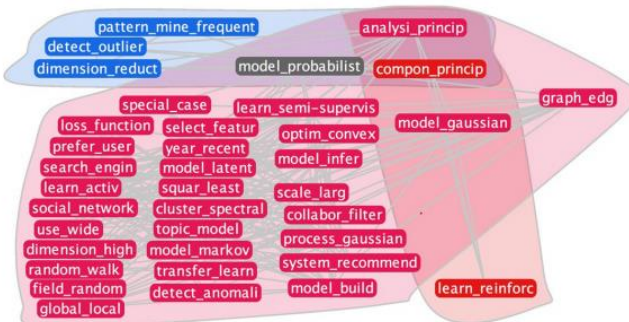 pattern_mine_frequent
analysi_princip
detect_outlier
dimension_reduct
model_probabilist
compon_princip
graph_edg
special_case
learn_semi-supervis
loss_function
select_featur
optim_convex
model_gaussian
prefer_user
year_recent
model_infer
search_engin
model_latent
learn_activ
squar_least
scale_larg
social_network
cluster_spectral
collabor_filter
use_wide
topic_model
process_gaussian
dimension_high
model_markov
system_recommend
random_walk
transfer_learn
field_random
detect_anomali
model_build
learn_reinforc
global_local